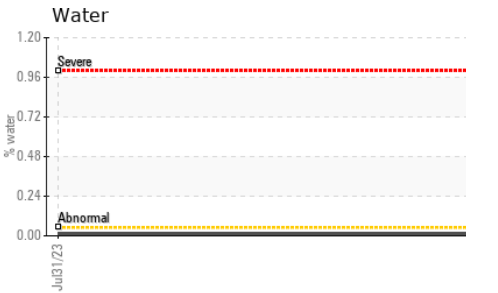 Water
1.20
Severe
0.96
0.72
% water
0.48
0.24
Abnormal
0.00
Jul31/23